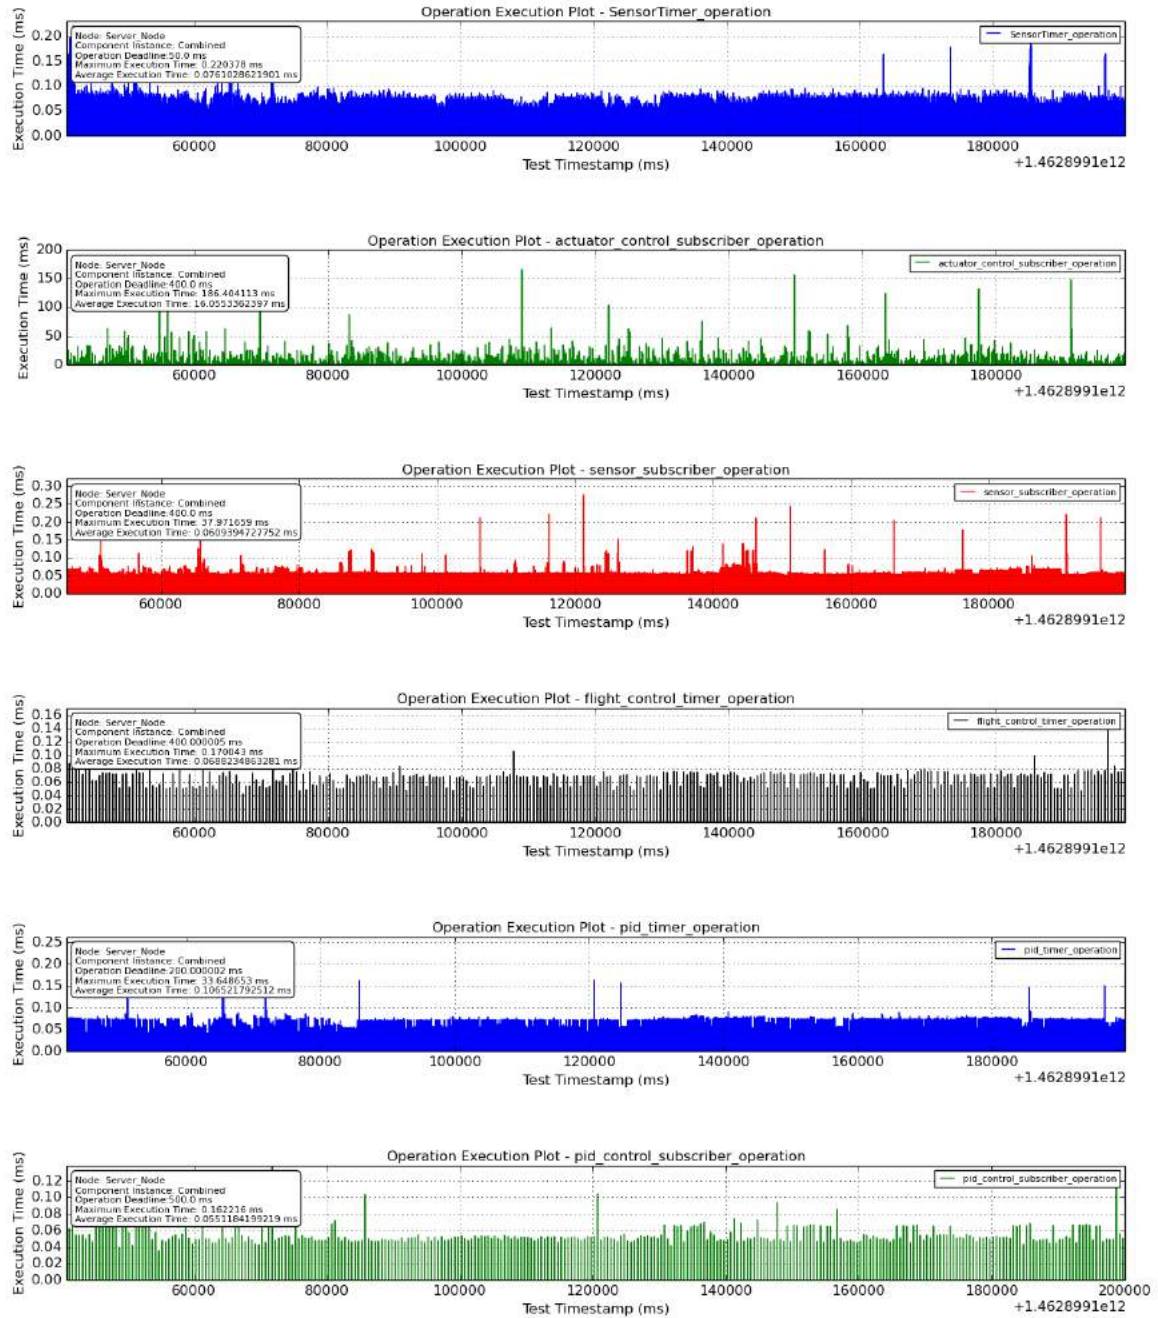 Operation Execution Plot - SensorTimer_operation
Execution Time (ms)
0.20
0.15
0.10
0.05
0.00
Node: Server_Node
Component Instance: Combined
Operation Deadline:50.0 ms
Maximum Execution Time: 0.220378 ms
Average Execution Time: 0.0761028621901 ms
SensorTimer_operation
60000 80000 100000 120000 140000 160000 180000
Test Timestamp (ms)
+1.4628991e12
Operation Execution Plot - actuator_control_subscriber_operation
Execution Time (ms)
200
150
100
50
0
Node: Server_Node
Component Instance: Combined
Operation Deadline:400.0 ms
Maximum Execution Time: 186.404113 ms
Average Execution Time: 16.0553362397 ms
actuator_control_subscriber_operation
60000 80000 100000 120000 140000 160000 180000
Test Timestamp (ms)
+1.4628991e12
Operation Execution Plot - sensor_subscriber_operation
Execution Time (ms)
0.30
0.25
0.20
0.15
0.10
0.05
0.00
Node: Server_Node
Component Instance: Combined
Operation Deadline:400.0 ms
Maximum Execution Time: 37.971659 ms
Average Execution Time: 0.0609394727752 ms
sensor_subscriber_operation
60000 80000 100000 120000 140000 160000 180000
Test Timestamp (ms)
+1.4628991e12
Operation Execution Plot - flight_control_timer_operation
Execution Time (ms)
0.16
0.14
0.12
0.10
0.08
0.06
0.04
0.02
0.00
Node: Server_Node
Component Instance: Combined
Operation Deadline:400.000005 ms
Maximum Execution Time: 0.170043 ms
Average Execution Time: 0.0688234863281 ms
flight_control_timer_operation
60000 80000 100000 120000 140000 160000 180000
Test Timestamp (ms)
+1.4628991e12
Operation Execution Plot - pid_timer_operation
Execution Time (ms)
0.25
0.20
0.15
0.10
0.05
0.00
Node: Server_Node
Component Instance: Combined
Operation Deadline:200.000002 ms
Maximum Execution Time: 33.648653 ms
Average Execution Time: 0.106521792512 ms
pid_timer_operation
60000 80000 100000 120000 140000 160000 180000
Test Timestamp (ms)
+1.4628991e12
Operation Execution Plot - pid_control_subscriber_operation
Execution Time (ms)
0.12
0.10
0.08
0.06
0.04
0.02
0.00
Node: Server_Node
Component Instance: Combined
Operation Deadline:500.0 ms
Maximum Execution Time: 0.162216 ms
Average Execution Time: 0.0551184199219 ms
pid_control_subscriber_operation
60000 80000 100000 120000 140000 160000 180000 200000
Test Timestamp (ms)
+1.4628991e12